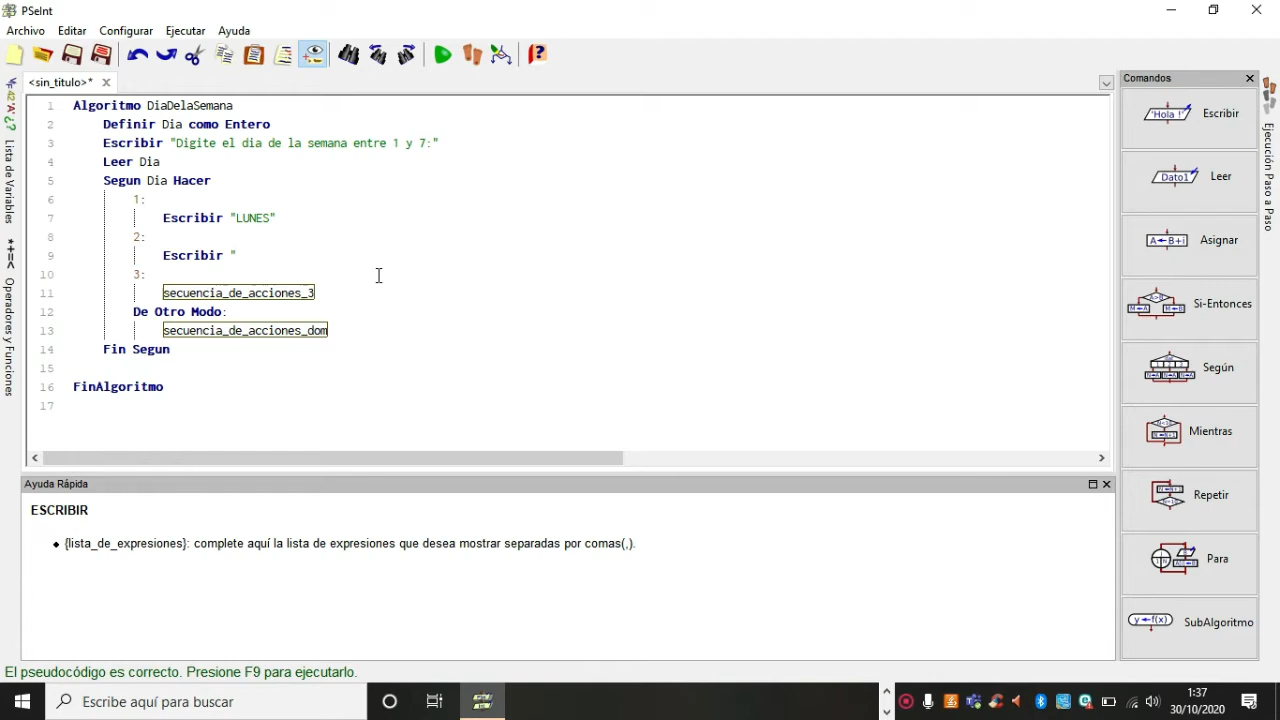 PSeInt
Archivo Editar Configurar Ejecutar Ayuda
<sin_titulo>*
Comandos
1 Algoritmo DiaDelaSemana
2 Definir Dia como Entero
3 Escribir "Digite el dia de la semana entre 1 y 7:"
4 Leer Dia
5 Segun Dia Hacer
6 1:
7 Escribir "LUNES"
8 2:
9 Escribir "
10 3:
11 secuencia_de_acciones_3
12 De Otro Modo:
13 secuencia_de_acciones_dom
14 Fin Segun
15
16 FinAlgoritmo
17
Lista de Variables
Operadores y Funciones
'Hola !' Escribir
Dato1 Leer
A←B+i Asignar
Si-Entonces
Según
Mientras
Repetir
Para
y←f(x) SubAlgoritmo
Ejecución Paso a Paso
Ayuda Rápida
ESCRIBIR
{lista_de_expresiones}: complete aquí la lista de expresiones que desea mostrar separadas por comas(,).
El pseudocódigo es correcto. Presione F9 para ejecutarlo.
Escribe aquí para buscar
1:37
30/10/2020